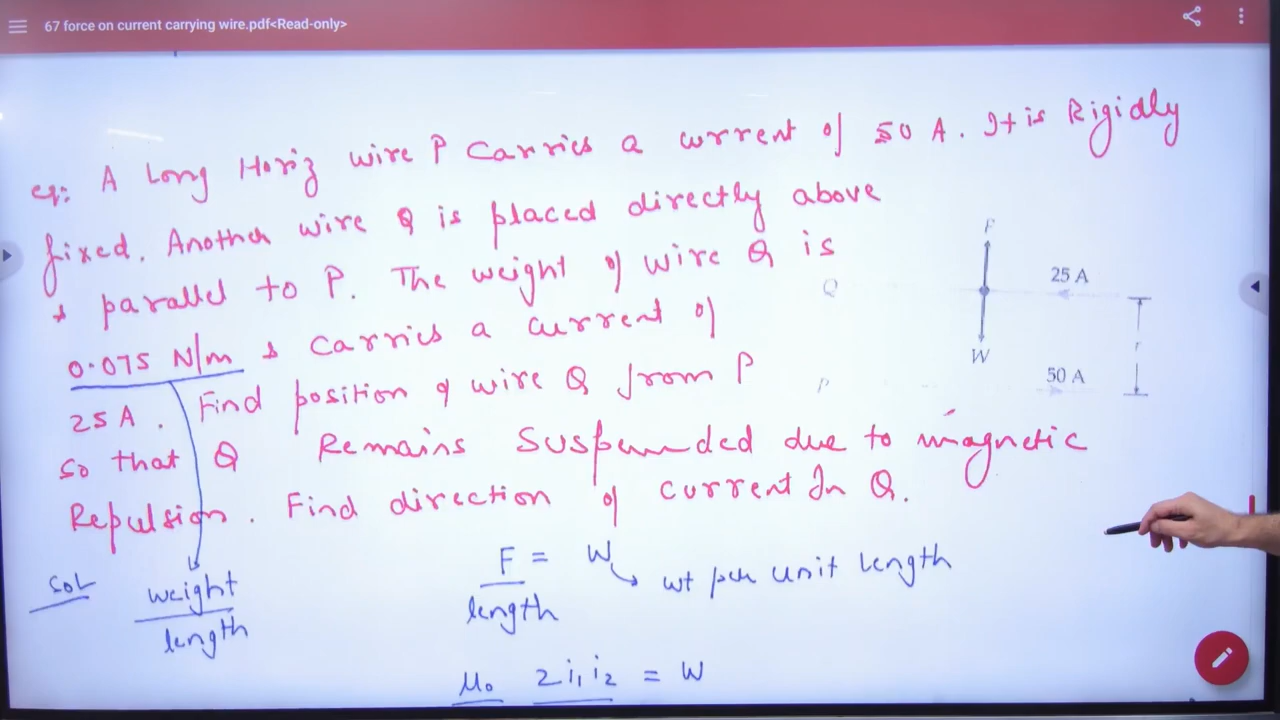 67 force on current carrying wire.pdf<Read-only>
eg: A Long Horiz wire P Carries a current of 50 A. It is Rigidly
fixed. Another wire Q is placed directly above
& parallel to P. The weight of wire Q is
0.075 N/m & carries a current of
25 A. Find position of wire Q from P
so that Q Remains Suspended due to magnetic
Repulsion. Find direction of current In Q.
F
Q
25 A
r
W
P
50 A
Sol
weight
length
F = W
length
wt per unit length
μ₀ 2i₁i₂ = W